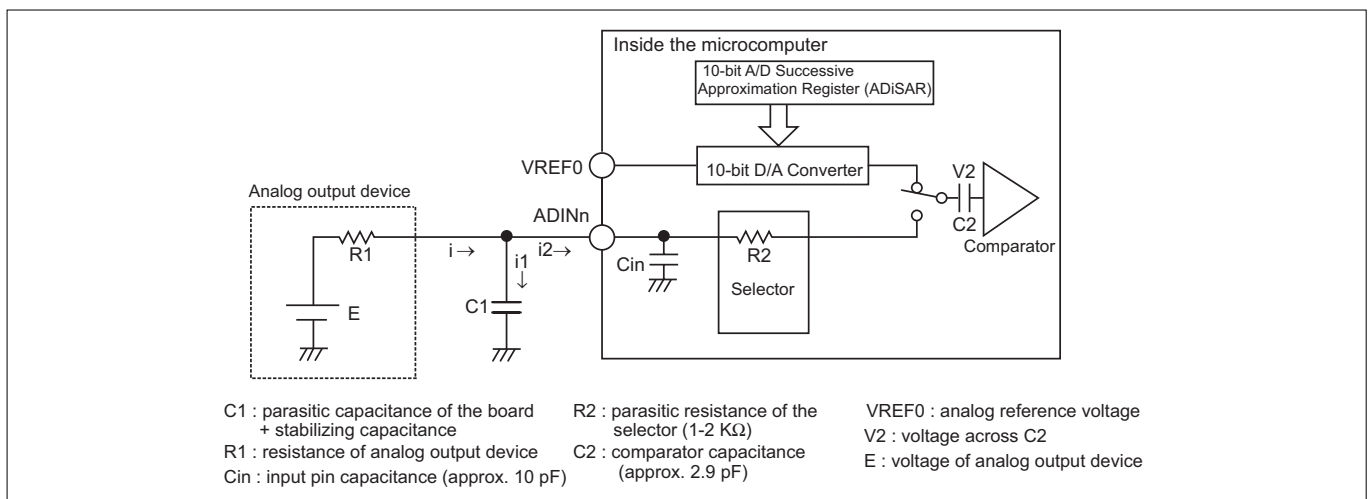 Inside the microcomputer
10-bit A/D Successive
Approximation Register (ADiSAR)
VREF0
10-bit D/A Converter
V2
C2
Comparator
Analog output device
ADINn
R1
i →
i1
↓
i2→
Cin
R2
Selector
E
C1
C1 : parasitic capacitance of the board
+ stabilizing capacitance
R1 : resistance of analog output device
Cin : input pin capacitance (approx. 10 pF)
R2 : parasitic resistance of the
selector (1-2 KΩ)
C2 : comparator capacitance
(approx. 2.9 pF)
VREF0 : analog reference voltage
V2 : voltage across C2
E : voltage of analog output device